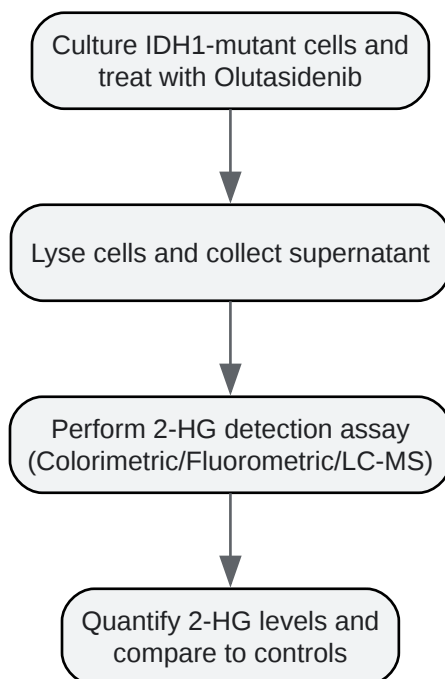 Culture IDH1-mutant cells and
treat with Olutasidenib
Lyse cells and collect supernatant
Perform 2-HG detection assay
(Colorimetric/Fluorometric/LC-MS)
Quantify 2-HG levels and
compare to controls